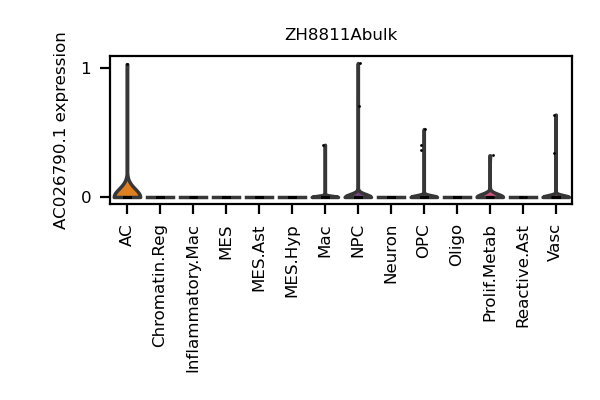 ZH8811Abulk
AC026790.1 expression
1
0
AC
Chromatin.Reg
Inflammatory.Mac
MES
MES.Ast
MES.Hyp
Mac
NPC
Neuron
OPC
Oligo
Prolif.Metab
Reactive.Ast
Vasc